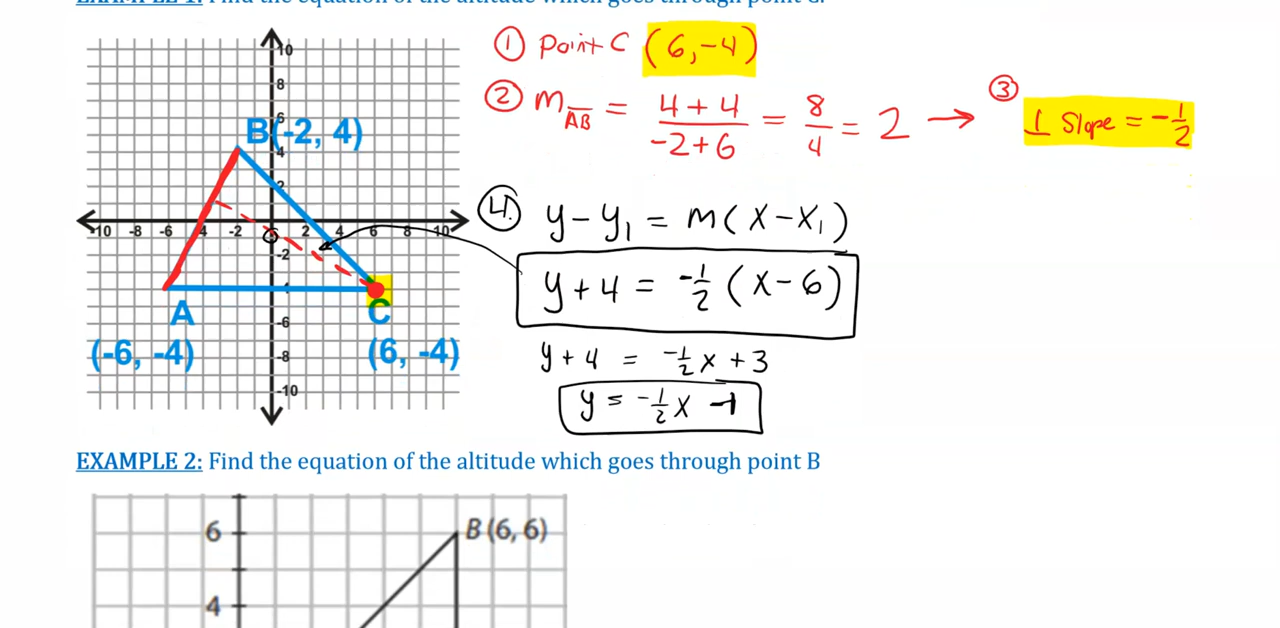 EXAMPLE 1: Find the equation of the altitude which goes through point C.
① Point C (6, -4)
② m_AB = (4 + 4)/(-2 + 6) = 8/4 = 2 →
③ ⊥ Slope = -1/2
10
8
6
B(-2, 4)
4
2
-10 -8 -6 4 -2 2 4 6 10
-2
4
-6
-8
-10
A
(-6, -4)
C
(6, -4)
④ y - y₁ = m(x - x₁)
y + 4 = -1/2 (x - 6)
y + 4 = -1/2 x + 3
y = -1/2 x - 1
EXAMPLE 2: Find the equation of the altitude which goes through point B
6
B (6, 6)
4